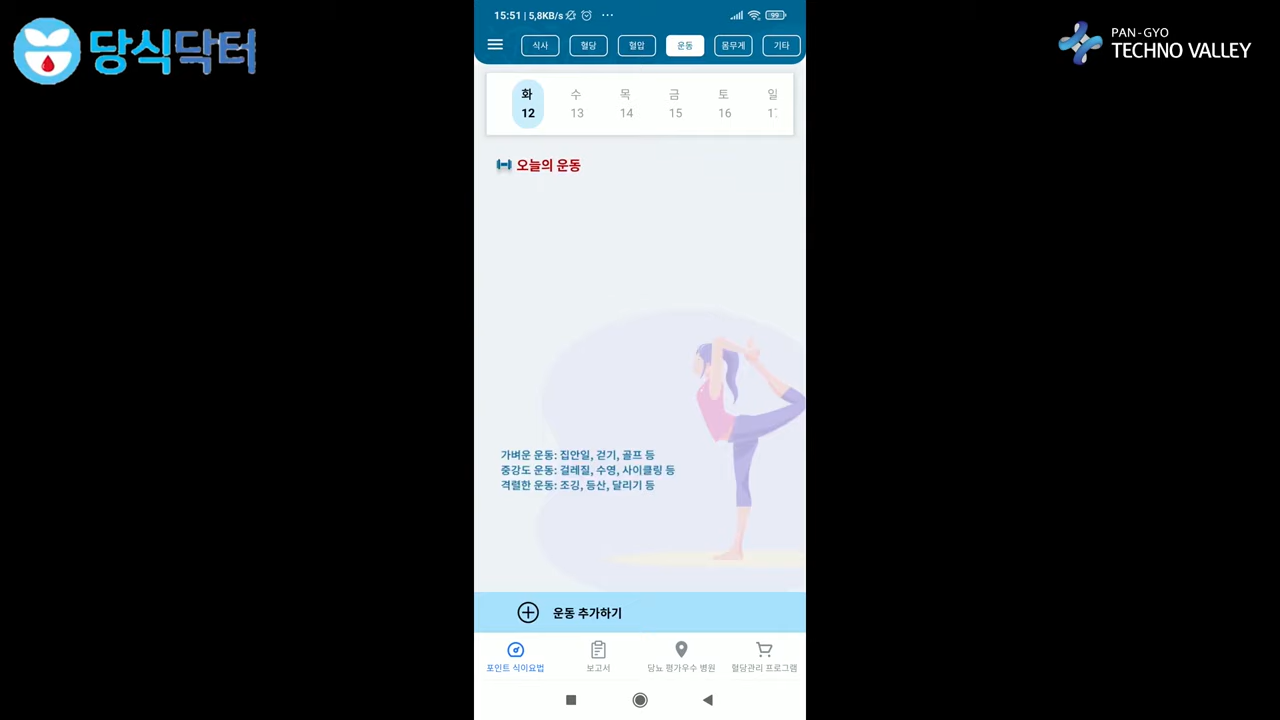 당식닥터
PAN-GYO
TECHNO VALLEY
15:51 | 5,8KB/s ... 99
식사 혈당 혈압 운동 몸무게 기타
화 수 목 금 토 일
12 13 14 15 16
오늘의 운동
가벼운 운동: 집안일, 걷기, 골프 등
중강도 운동: 걸레질, 수영, 사이클링 등
격렬한 운동: 조깅, 등산, 달리기 등
운동 추가하기
포인트 식이요법 보고서 당뇨 평가우수 병원 혈당관리 프로그램